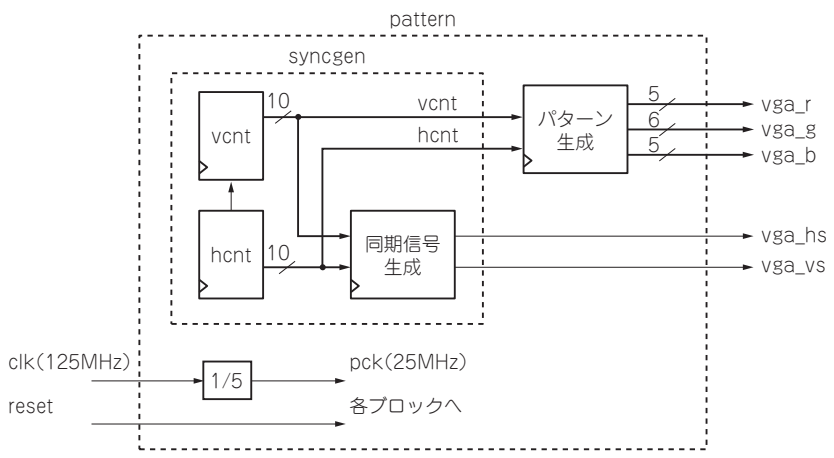 pattern
syncgen
vcnt
10
vcnt
hcnt
パターン
生成
5
vga_r
6
vga_g
5
vga_b
hcnt
10
同期信号
生成
vga_hs
vga_vs
clk(125MHz)
1/5
pck(25MHz)
reset
各ブロックへ